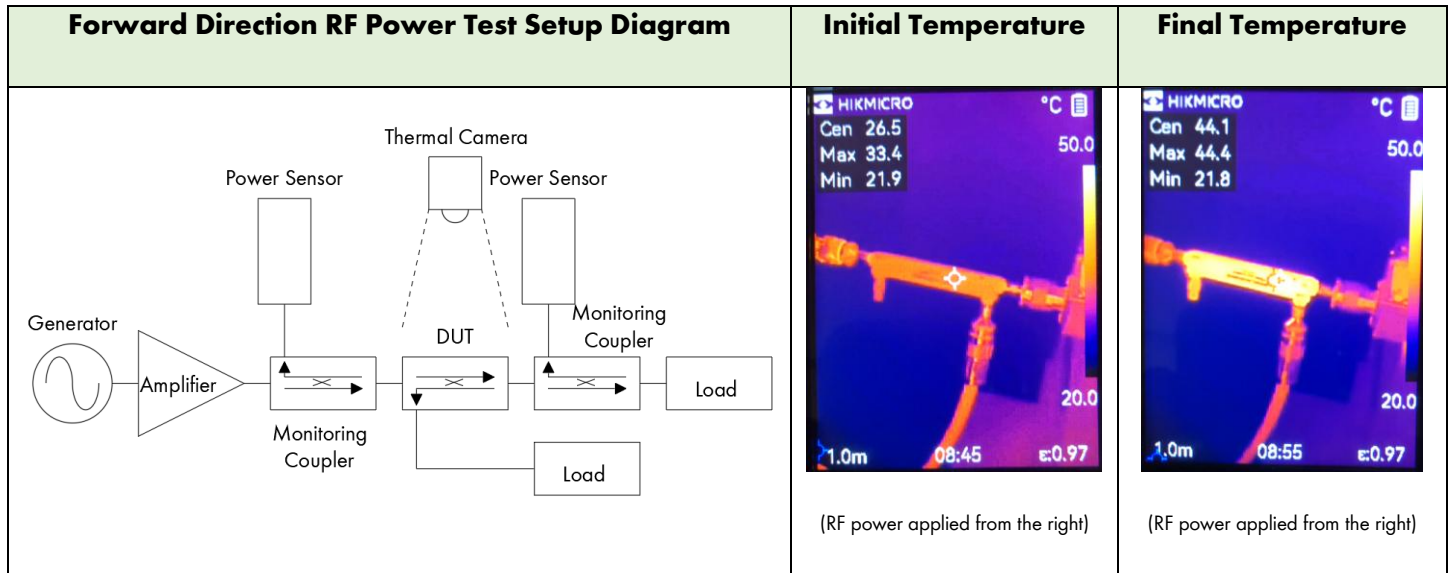 Forward Direction RF Power Test Setup Diagram
Initial Temperature
Final Temperature
Thermal Camera
Power Sensor
Power Sensor
Generator
Amplifier
DUT
Monitoring
Coupler
Load
Monitoring
Coupler
Load
HIKMICRO °C
Cen 26.5
Max 33.4
Min 21.9
50.0
20.0
1.0m 08:45 ε:0.97
(RF power applied from the right)
HIKMICRO °C
Cen 44.1
Max 44.4
Min 21.8
50.0
20.0
1.0m 08:55 ε:0.97
(RF power applied from the right)